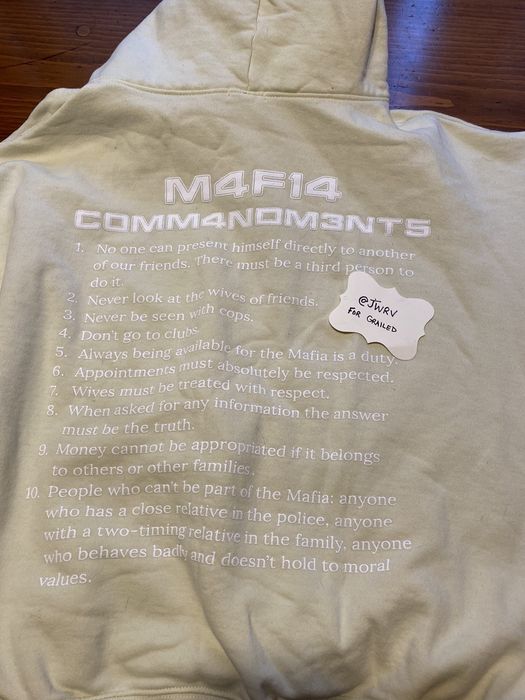 M4F14
COMM4NDM3NT5
1. No one can present himself directly to another
of our friends. There must be a third person to
do it.
2. Never look at the wives of friends.
3. Never be seen with cops.
4. Don't go to clubs.
5. Always being available for the Mafia is a duty.
6. Appointments must absolutely be respected.
7. Wives must be treated with respect.
8. When asked for any information the answer
must be the truth.
9. Money cannot be appropriated if it belongs
to others or other families.
10. People who can't be part of the Mafia: anyone
who has a close relative in the police, anyone
with a two-timing relative in the family, anyone
who behaves badly and doesn't hold to moral
values.
@JWRV
FOR GRAILED